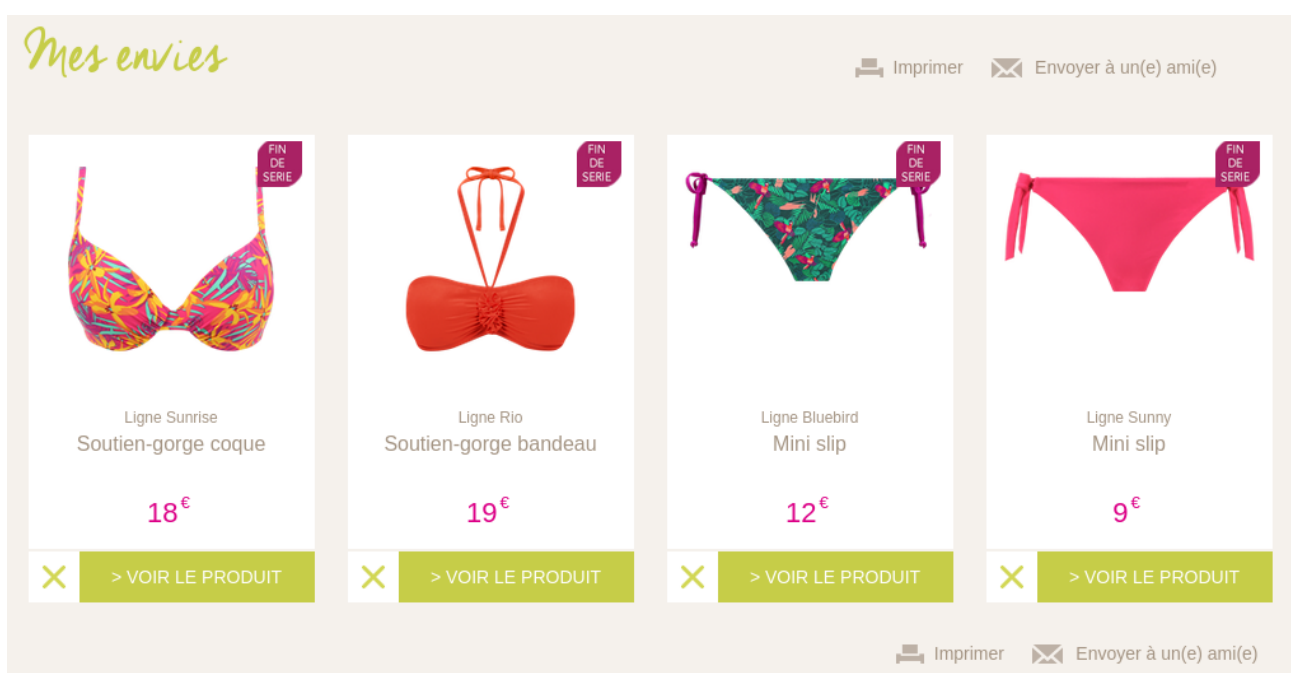 Mes envies
Imprimer
Envoyer à un(e) ami(e)
FIN
DE
SERIE
Ligne Sunrise
Soutien-gorge coque
18€
> VOIR LE PRODUIT
FIN
DE
SERIE
Ligne Rio
Soutien-gorge bandeau
19€
> VOIR LE PRODUIT
FIN
DE
SERIE
Ligne Bluebird
Mini slip
12€
> VOIR LE PRODUIT
FIN
DE
SERIE
Ligne Sunny
Mini slip
9€
> VOIR LE PRODUIT
Imprimer
Envoyer à un(e) ami(e)